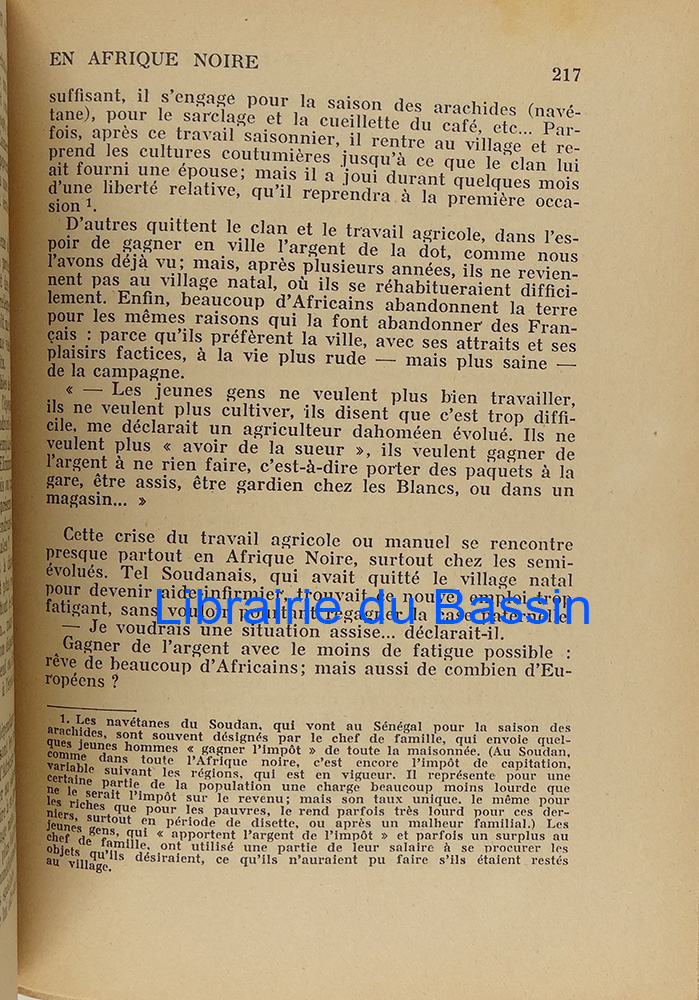 EN AFRIQUE NOIRE
217
suffisant, il s'engage pour la saison des arachides (navé-
tane), pour le sarclage et la cueillette du café, etc... Par-
fois, après ce travail saisonnier, il rentre au village et re-
prend les cultures coutumières jusqu'à ce que le clan lui
ait fourni une épouse; mais il a joui durant quelques mois
d'une liberté relative, qu'il reprendra à la première occa-
sion 1.
D'autres quittent le clan et le travail agricole, dans l'es-
poir de gagner en ville l'argent de la dot, comme nous
l'avons déjà vu; mais, après plusieurs années, ils ne revien-
nent pas au village natal, où ils se réhabitueraient diffici-
lement. Enfin, beaucoup d'Africains abandonnent la terre
pour les mêmes raisons qui la font abandonner des Fran-
çais : parce qu'ils préfèrent la ville, avec ses attraits et ses
plaisirs factices, à la vie plus rude — mais plus saine —
de la campagne.
« — Les jeunes gens ne veulent plus bien travailler,
ils ne veulent plus cultiver, ils disent que c'est trop diffi-
cile, me déclarait un agriculteur dahoméen évolué. Ils ne
veulent plus « avoir de la sueur », ils veulent gagner de
l'argent à ne rien faire, c'est-à-dire porter des paquets à la
gare, être assis, être gardien chez les Blancs, ou dans un
magasin... »
Cette crise du travail agricole ou manuel se rencontre
presque partout en Afrique Noire, surtout chez les semi-
évolués. Tel Soudanais, qui avait quitté le village natal
pour devenir aide-infirmier, trouvait ce nouvel emploi trop
fatigant, sans vouloir pourtant regagner la case paternelle.
Librairie du Bassin
— Je voudrais une situation assise... déclarait-il.
Gagner de l'argent avec le moins de fatigue possible :
rêve de beaucoup d'Africains; mais aussi de combien d'Eu-
ropéens ?
1. Les navétanes du Soudan, qui vont au Sénégal pour la saison des
arachides, sont souvent désignés par le chef de famille, qui envoie quel-
ques jeunes hommes « gagner l'impôt » de toute la maisonnée. (Au Soudan,
comme dans toute l'Afrique noire, c'est encore l'impôt de capitation,
variable suivant les régions, qui est en vigueur. Il représente pour une
certaine partie de la population une charge beaucoup moins lourde que
ne le serait l'impôt sur le revenu; mais son taux unique, le même pour
les riches que pour les pauvres, le rend parfois très lourd pour ces der-
niers, surtout en période de disette, ou après un malheur familial.) Les
jeunes gens, qui « apportent l'argent de l'impôt » et parfois un surplus au
chef de famille, ont utilisé une partie de leur salaire à se procurer les
objets qu'ils désiraient, ce qu'ils n'auraient pu faire s'ils étaient restés
au village.